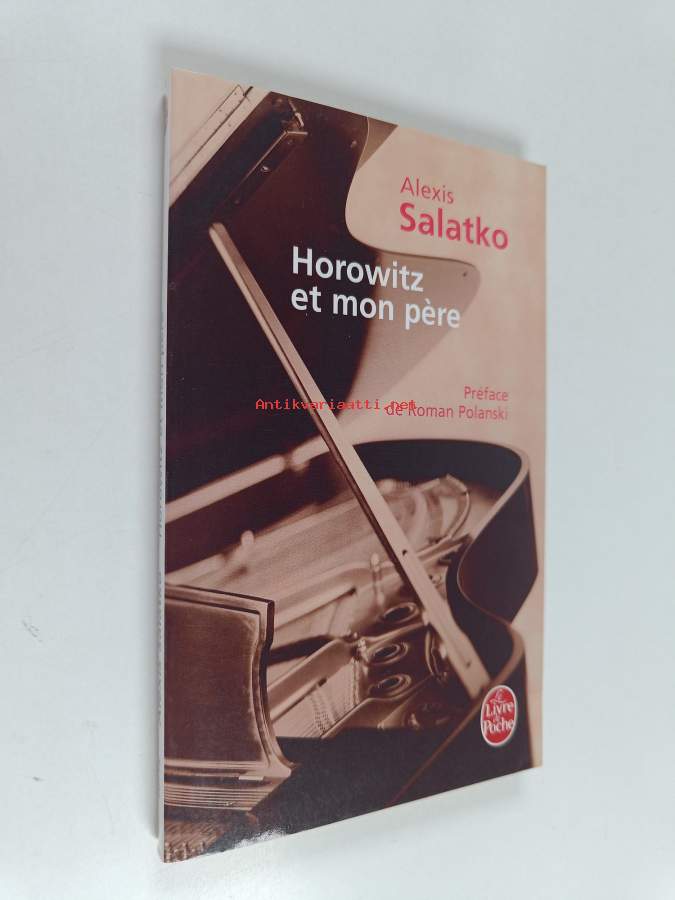 Alexis
Salatko
Horowitz
et mon père
Préface
de Roman Polanski
Antikvariaatti.net
Le
Livre
de
Poche